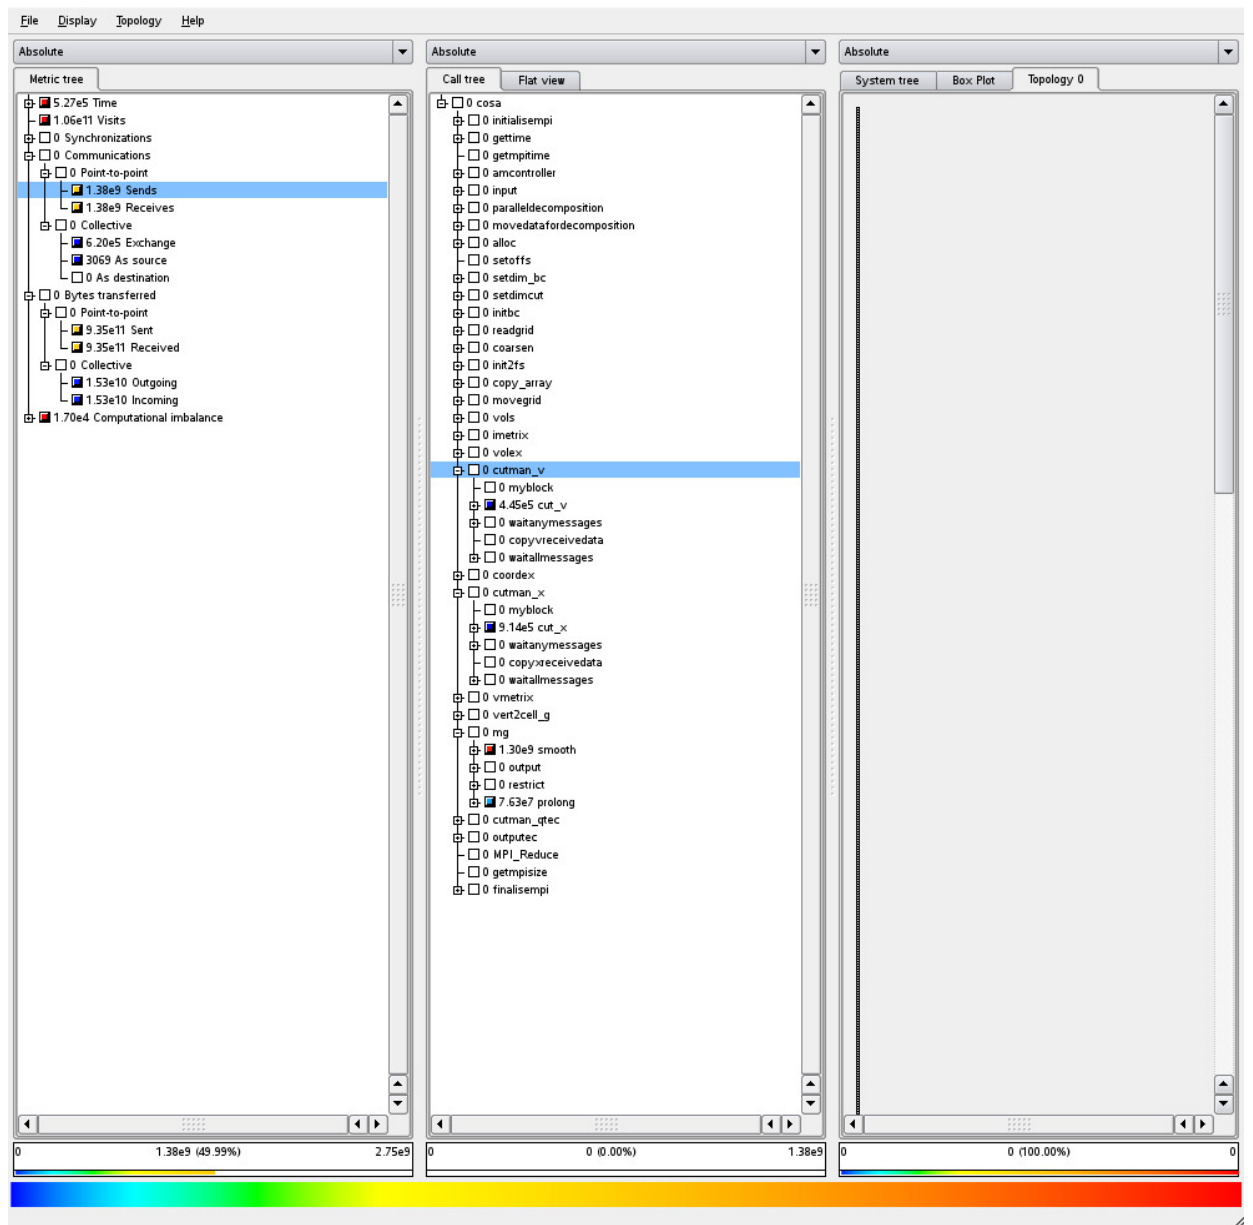 File Display Topology Help
Absolute
Absolute
Absolute
Metric tree
Call tree Flat view
System tree Box Plot Topology 0
5.27e5 Time
1.06e11 Visits
0 Synchronizations
0 Communications
0 Point-to-point
1.38e9 Sends
1.38e9 Receives
0 Collective
6.20e5 Exchange
3069 As source
0 As destination
0 Bytes transferred
0 Point-to-point
9.35e11 Sent
9.35e11 Received
0 Collective
1.53e10 Outgoing
1.53e10 Incoming
1.70e4 Computational imbalance
0 cosa
0 initialisempi
0 gettime
0 getmpitime
0 amcontroller
0 input
0 paralleldecomposition
0 movedatafordecomposition
0 alloc
0 setoffs
0 setdim_bc
0 setdimcut
0 initbc
0 readgrid
0 coarsen
0 init2fs
0 copy_array
0 movegrid
0 vols
0 imetrix
0 volex
0 cutman_v
0 myblock
4.45e5 cut_v
0 waitanymessages
0 copyvreceivedata
0 waitallmessages
0 coordex
0 cutman_x
0 myblock
9.14e5 cut_x
0 waitanymessages
0 copyxreceivedata
0 waitallmessages
0 vmetrix
0 vert2cell_g
0 mg
1.30e9 smooth
0 output
0 restrict
7.63e7 prolong
0 cutman_qtec
0 outputec
0 MPI_Reduce
0 getmpisize
0 finalisempi
0 1.38e9 (49.99%) 2.75e9
0 0 (0.00%) 1.38e9
0 0 (100.00%) 0